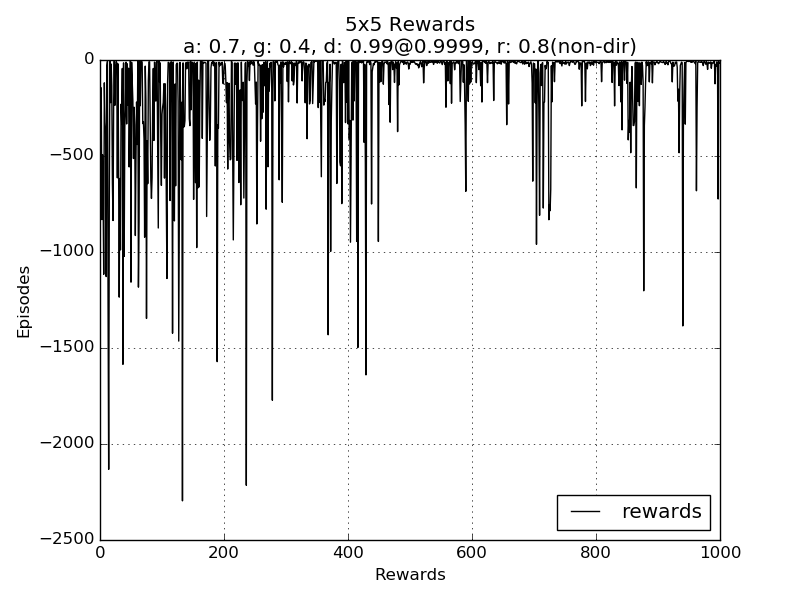 5x5 Rewards
a: 0.7, g: 0.4, d: 0.99@0.9999, r: 0.8(non-dir)
0
−500
−1000
−1500
−2000
−2500
Episodes
rewards
0 200 400 600 800 1000
Rewards